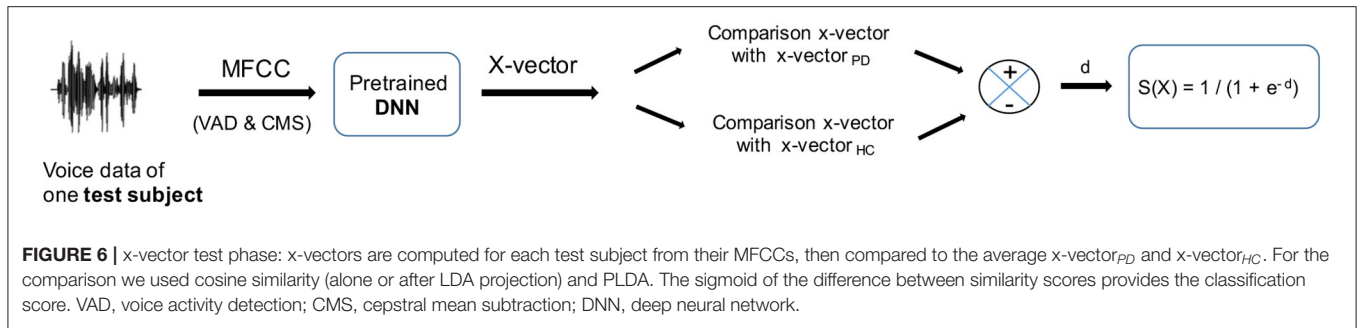 MFCC
(VAD & CMS)
Voice data of
one test subject
Pretrained
DNN
X-vector
Comparison x-vector
with x-vector PD
Comparison x-vector
with x-vector HC
+
-
d
S(X) = 1 / (1 + e-d)
FIGURE 6 | x-vector test phase: x-vectors are computed for each test subject from their MFCCs, then compared to the average x-vectorPD and x-vectorHC. For the
comparison we used cosine similarity (alone or after LDA projection) and PLDA. The sigmoid of the difference between similarity scores provides the classification
score. VAD, voice activity detection; CMS, cepstral mean subtraction; DNN, deep neural network.